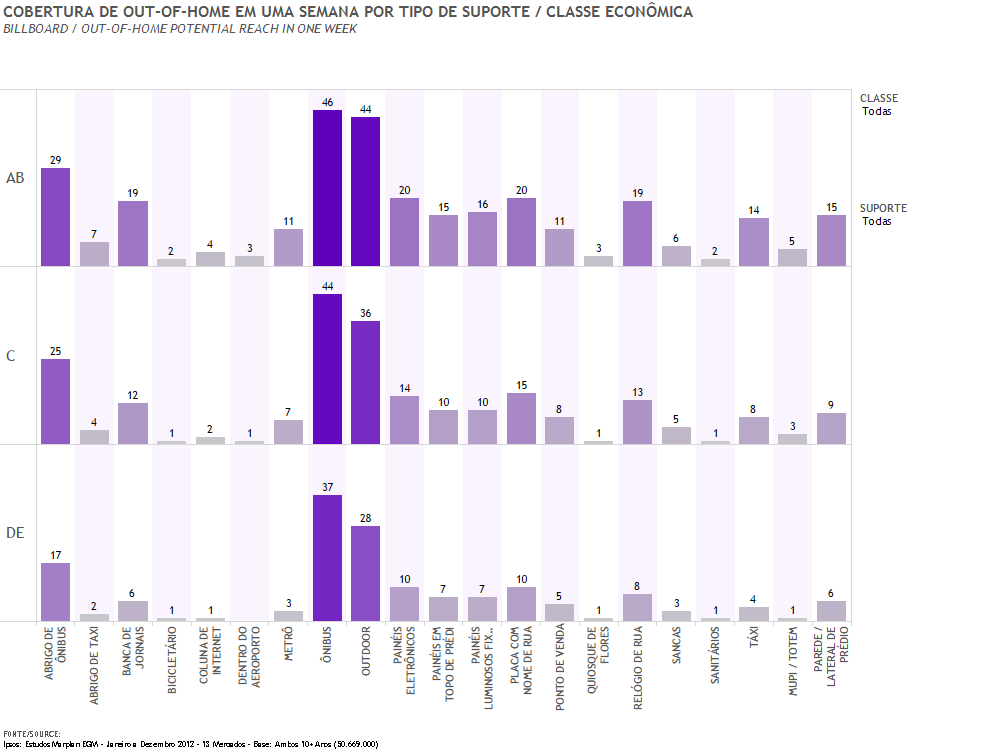 COBERTURA DE OUT-OF-HOME EM UMA SEMANA POR TIPO DE SUPORTE / CLASSE ECONÔMICA
BILLBOARD / OUT-OF-HOME POTENTIAL REACH IN ONE WEEK
CLASSE
Todas
SUPORTE
Todas
AB
29 7 19 2 4 3 11 46 44 20 15 16 20 11 3 19 6 2 14 5 15
C
25 4 12 1 2 1 7 44 36 14 10 10 15 8 1 13 5 1 8 3 9
DE
17 2 6 1 1 3 37 28 10 7 7 10 5 1 8 3 1 4 1 6
ABRIGO DE
ÔNIBUS
ABRIGO DE TAXI
BANCA DE
JORNAIS
BICICLETÁRIO
COLUNA DE
INTERNET
DENTRO DO
AEROPORTO
METRÔ
ÔNIBUS
OUTDOOR
PAINÉIS
ELETRÔNICOS
PAINÉIS EM
TOPO DE PRÉDI
PAINÉIS
LUMINOSOS FIX..
PLACA COM
NOME DE RUA
PONTO DE VENDA
QUIOSQUE DE
FLORES
RELÓGIO DE RUA
SANCAS
SANITÁRIOS
TÁXI
MUPI / TOTEM
PAREDE /
LATERAL DE
PRÉDIO
FONTE/SOURCE:
Ipsos: Estudos Marplan EGM - Janeiro a Dezembro 2012 - 13 Mercados - Base: Ambos 10+ Anos (50.669.000)